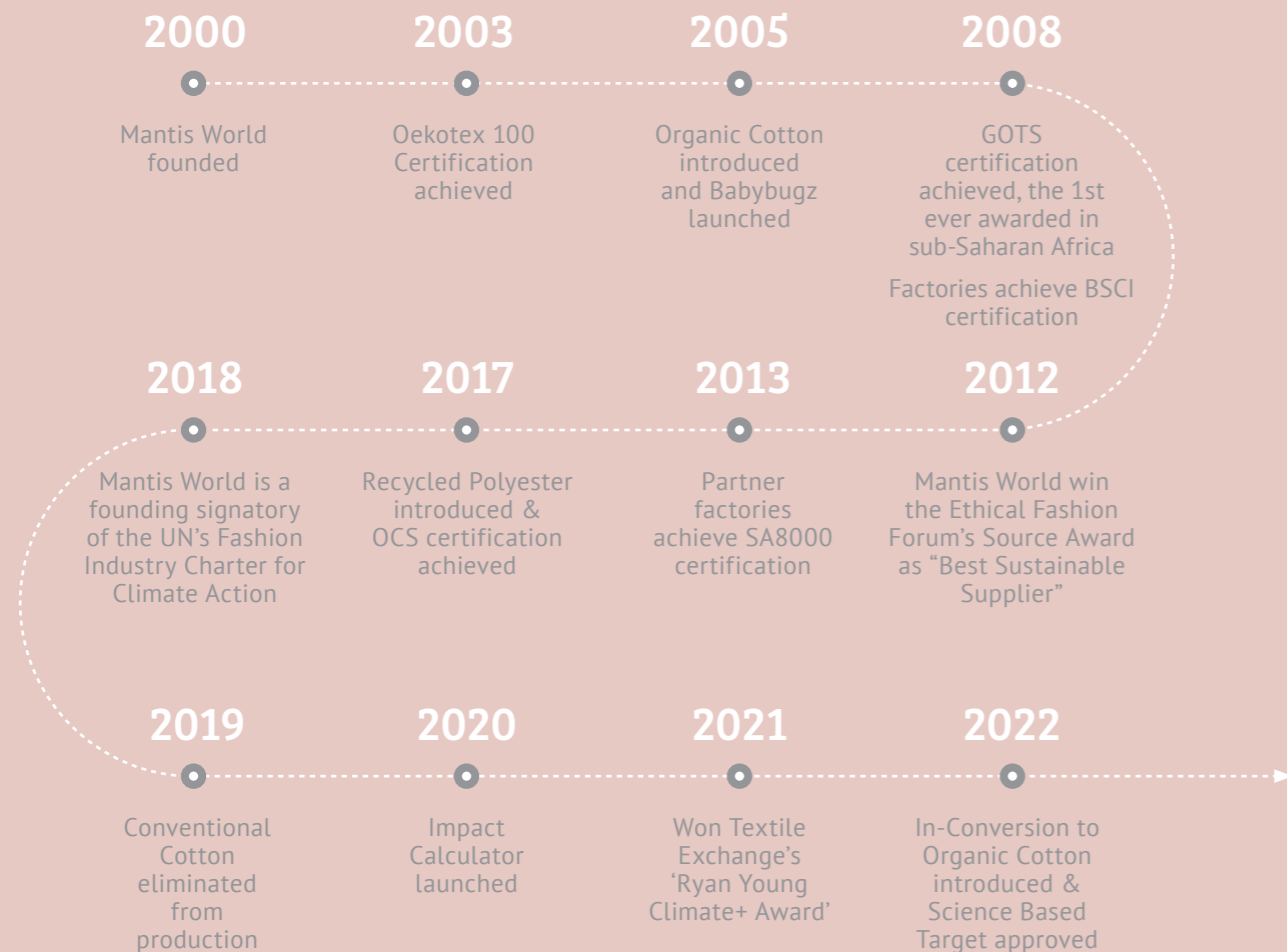 2000
Mantis World
founded
2003
Oekotex 100
Certification
achieved
2005
Organic Cotton
introduced
and Babybugz
launched
2008
GOTS
certification
achieved, the 1st
ever awarded in
sub-Saharan Africa
Factories achieve BSCI
certification
2012
Mantis World win
the Ethical Fashion
Forum’s Source Award
as “Best Sustainable
Supplier”
2013
Partner
factories
achieve SA8000
certification
2017
Recycled Polyester
introduced &
OCS certification
achieved
2018
Mantis World is a
founding signatory
of the UN’s Fashion
Industry Charter for
Climate Action
2019
Conventional
Cotton
eliminated
from
production
2020
Impact
Calculator
launched
2021
Won Textile
Exchange’s
‘Ryan Young
Climate+ Award’
2022
In-Conversion to
Organic Cotton
introduced &
Science Based
Target approved